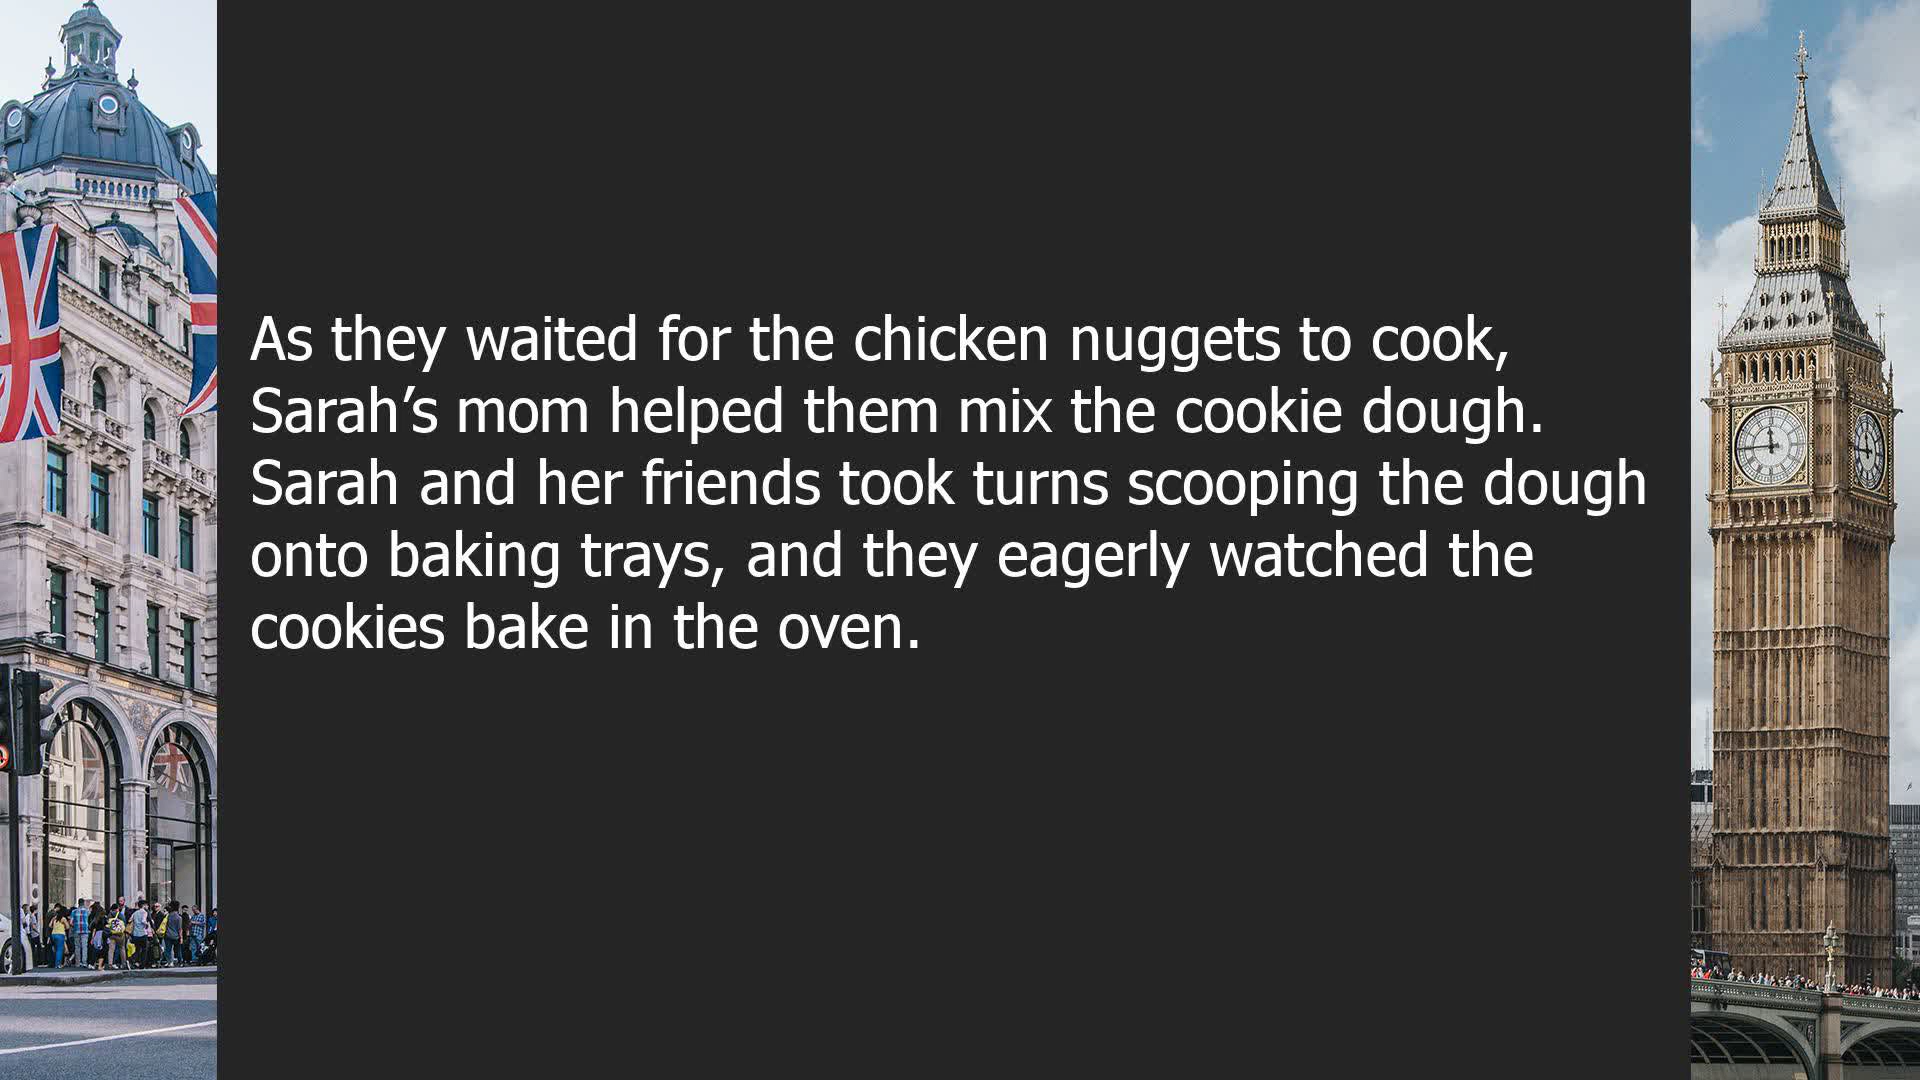 As they waited for the chicken nuggets to cook,
Sarah’s mom helped them mix the cookie dough.
Sarah and her friends took turns scooping the dough
onto baking trays, and they eagerly watched the
cookies bake in the oven.